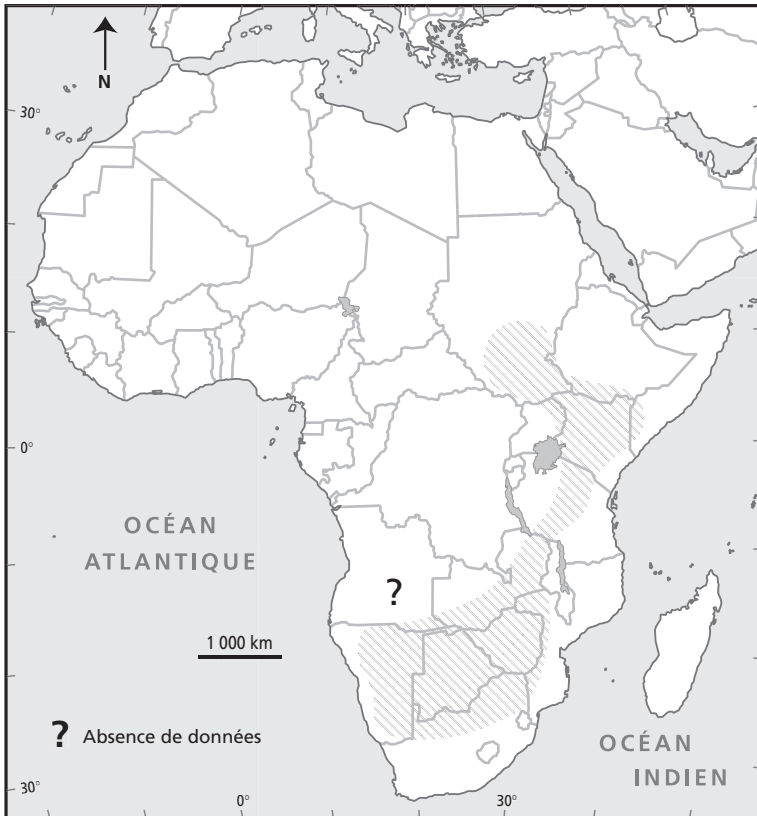 N
30°
0°
OCÉAN
ATLANTIQUE
?
1 000 km
? Absence de données
OCÉAN
INDIEN
30°
0°
30°